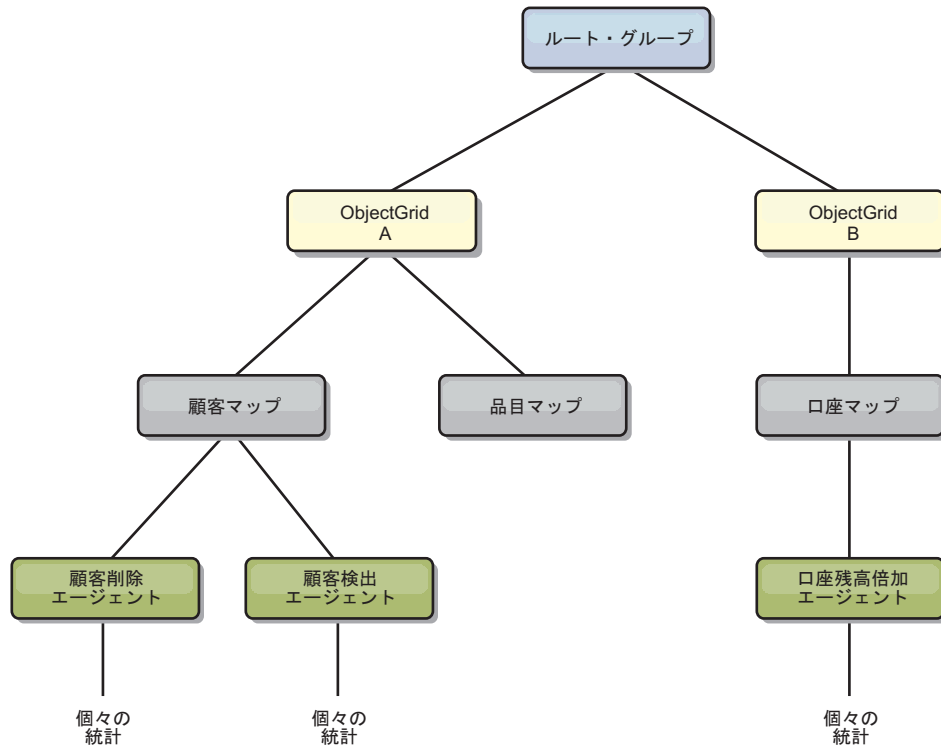 ルート・グループ
ObjectGrid
A
ObjectGrid
B
顧客マップ
品目マップ
口座マップ
顧客削除
エージェント
顧客検出
エージェント
口座残高倍加
エージェント
個々の
統計
個々の
統計
個々の
統計